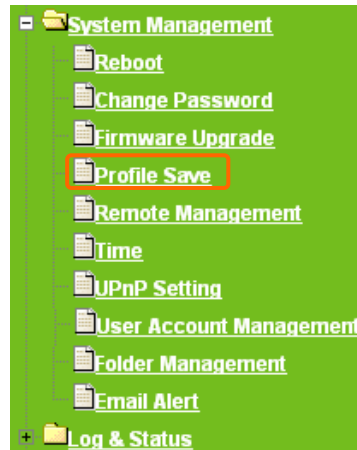 System Management
Reboot
Change Password
Firmware Upgrade
Profile Save
Remote Management
Time
UPnP Setting
User Account Management
Folder Management
Email Alert
Log & Status